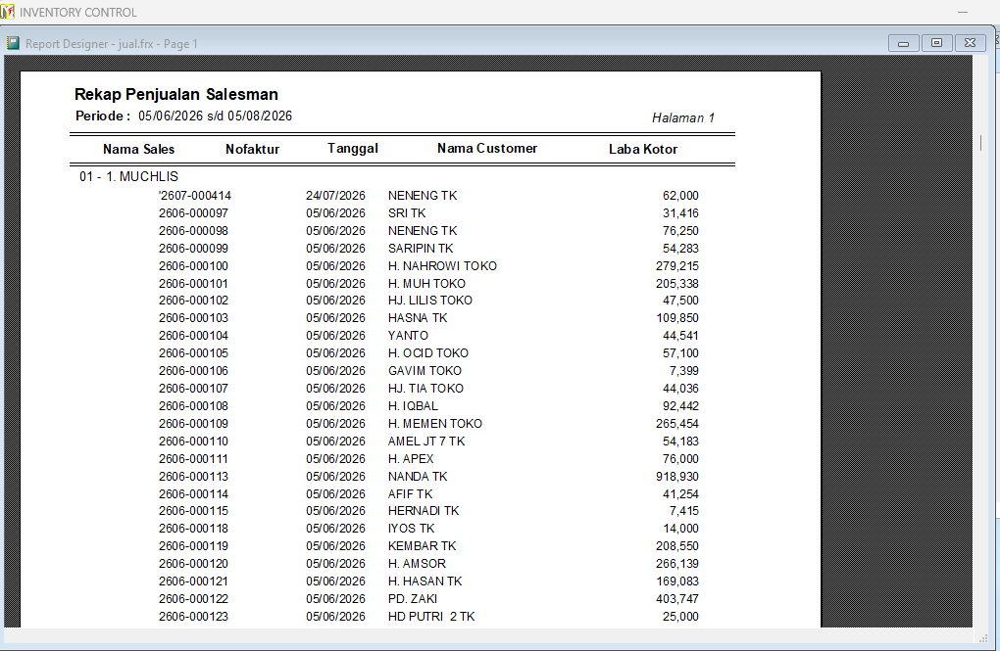 INVENTORY CONTROL
Report Designer - jual.frx - Page 1
Rekap Penjualan Salesman
Periode : 05/06/2026 s/d 05/08/2026
Halaman 1
Nama Sales Nofaktur Tanggal Nama Customer Laba Kotor
01 - 1. MUCHLIS
'2607-000414 24/07/2026 NENENG TK 62,000
2606-000097 05/06/2026 SRI TK 31,416
2606-000098 05/06/2026 NENENG TK 76,250
2606-000099 05/06/2026 SARIPIN TK 54,283
2606-000100 05/06/2026 H. NAHROWI TOKO 279,215
2606-000101 05/06/2026 H. MUH TOKO 205,338
2606-000102 05/06/2026 HJ. LILIS TOKO 47,500
2606-000103 05/06/2026 HASNA TK 109,850
2606-000104 05/06/2026 YANTO 44,541
2606-000105 05/06/2026 H. OCID TOKO 57,100
2606-000106 05/06/2026 GAVIM TOKO 7,399
2606-000107 05/06/2026 HJ. TIA TOKO 44,036
2606-000108 05/06/2026 H. IQBAL 92,442
2606-000109 05/06/2026 H. MEMEN TOKO 265,454
2606-000110 05/06/2026 AMEL JT 7 TK 54,183
2606-000111 05/06/2026 H. APEX 76,000
2606-000113 05/06/2026 NANDA TK 918,930
2606-000114 05/06/2026 AFIF TK 41,254
2606-000115 05/06/2026 HERNADI TK 7,415
2606-000118 05/06/2026 IYOS TK 14,000
2606-000119 05/06/2026 KEMBAR TK 208,550
2606-000120 05/06/2026 H. AMSOR 266,139
2606-000121 05/06/2026 H. HASAN TK 169,083
2606-000122 05/06/2026 PD. ZAKI 403,747
2606-000123 05/06/2026 HD PUTRI  2 TK 25,000